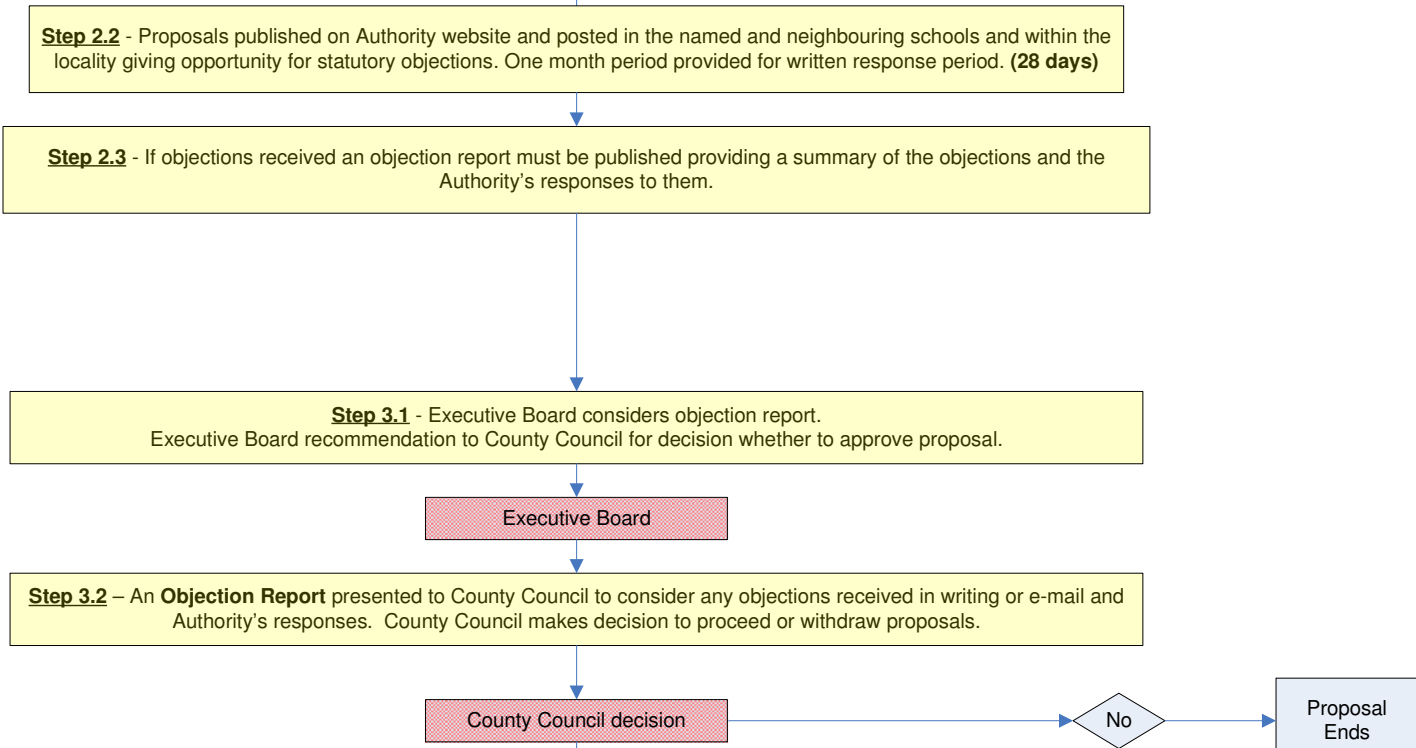 Step 2.2 - Proposals published on Authority website and posted in the named and neighbouring schools and within the
locality giving opportunity for statutory objections. One month period provided for written response period. (28 days)
Step 2.3 - If objections received an objection report must be published providing a summary of the objections and the
Authority's responses to them.
Step 3.1 - Executive Board considers objection report.
Executive Board recommendation to County Council for decision whether to approve proposal.
Executive Board
Step 3.2 – An Objection Report presented to County Council to consider any objections received in writing or e-mail and
Authority's responses.  County Council makes decision to proceed or withdraw proposals.
County Council decision
No
Proposal
Ends